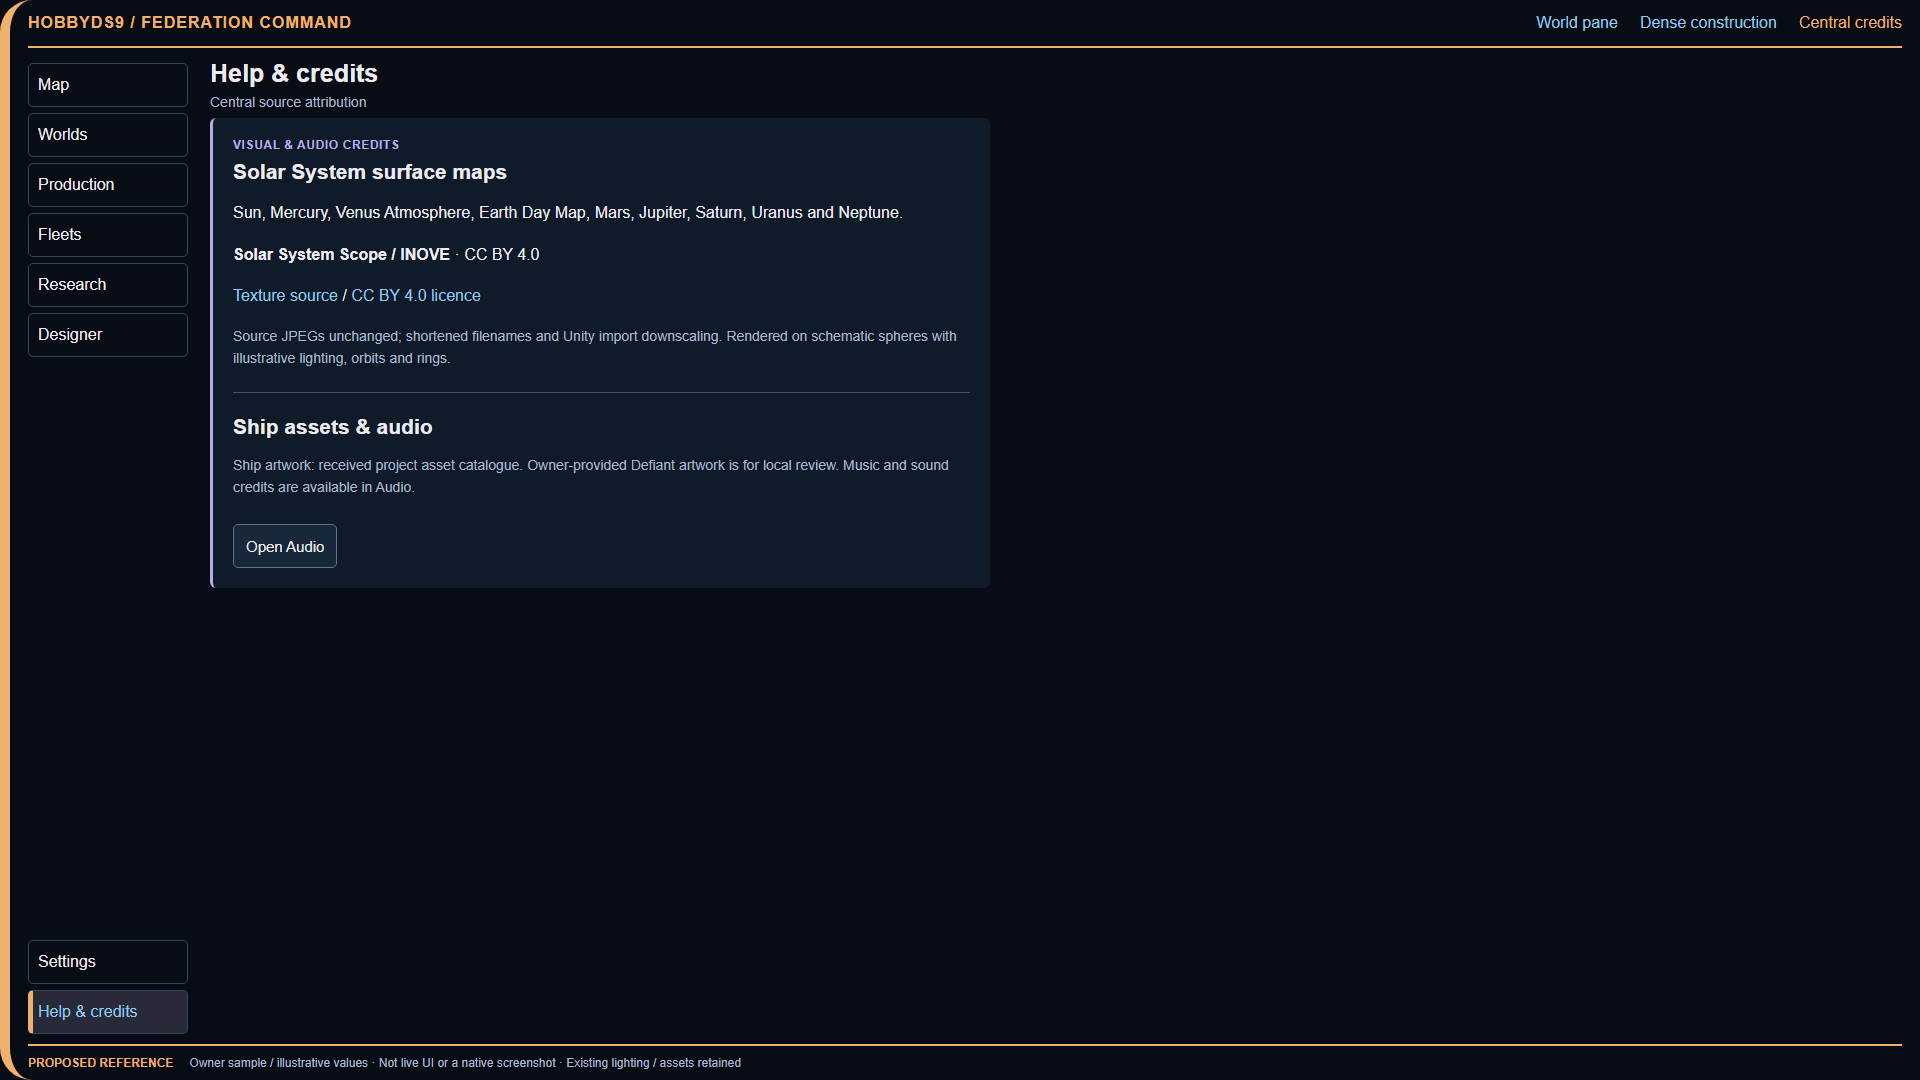 HOBBYDS9 / FEDERATION COMMAND
World pane
Dense construction
Central credits
Map
Worlds
Production
Fleets
Research
Designer
Settings
Help & credits
Help & credits
Central source attribution
VISUAL & AUDIO CREDITS
Solar System surface maps
Sun, Mercury, Venus Atmosphere, Earth Day Map, Mars, Jupiter, Saturn, Uranus and Neptune.
Solar System Scope / INOVE · CC BY 4.0
Texture source / CC BY 4.0 licence
Source JPEGs unchanged; shortened filenames and Unity import downscaling. Rendered on schematic spheres with
illustrative lighting, orbits and rings.
Ship assets & audio
Ship artwork: received project asset catalogue. Owner-provided Defiant artwork is for local review. Music and sound
credits are available in Audio.
Open Audio
PROPOSED REFERENCE
Owner sample / illustrative values · Not live UI or a native screenshot · Existing lighting / assets retained